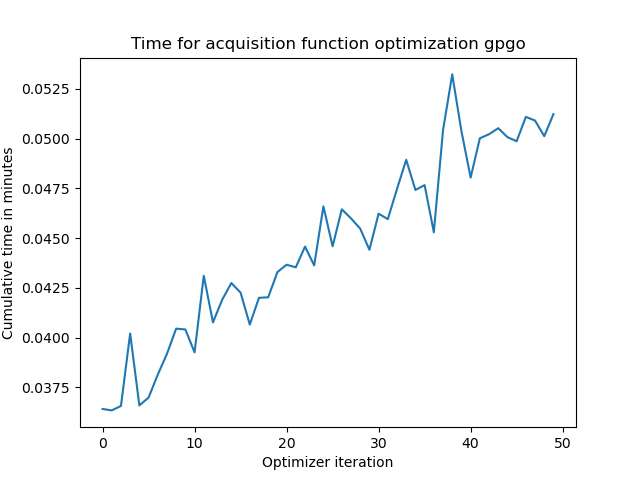 Time for acquisition function optimization gpgo
Cumulative time in minutes
0.0525
0.0500
0.0475
0.0450
0.0425
0.0400
0.0375
0 10 20 30 40 50
Optimizer iteration